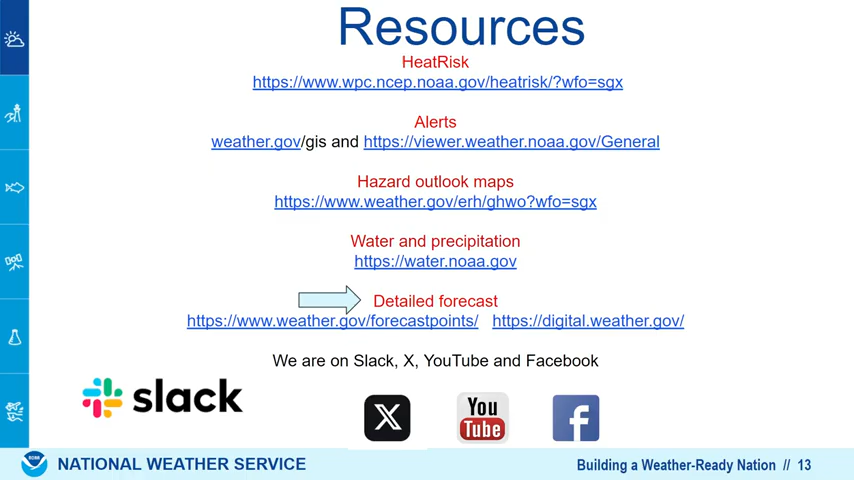 Resources
HeatRisk
https://www.wpc.ncep.noaa.gov/heatrisk/?wfo=sgx
Alerts
weather.gov/gis and https://viewer.weather.noaa.gov/General
Hazard outlook maps
https://www.weather.gov/erh/ghwo?wfo=sgx
Water and precipitation
https://water.noaa.gov
Detailed forecast
https://www.weather.gov/forecastpoints/ https://digital.weather.gov/
We are on Slack, X, YouTube and Facebook
slack
X
You
Tube
f
NOAA
NATIONAL WEATHER SERVICE
Building a Weather-Ready Nation // 13